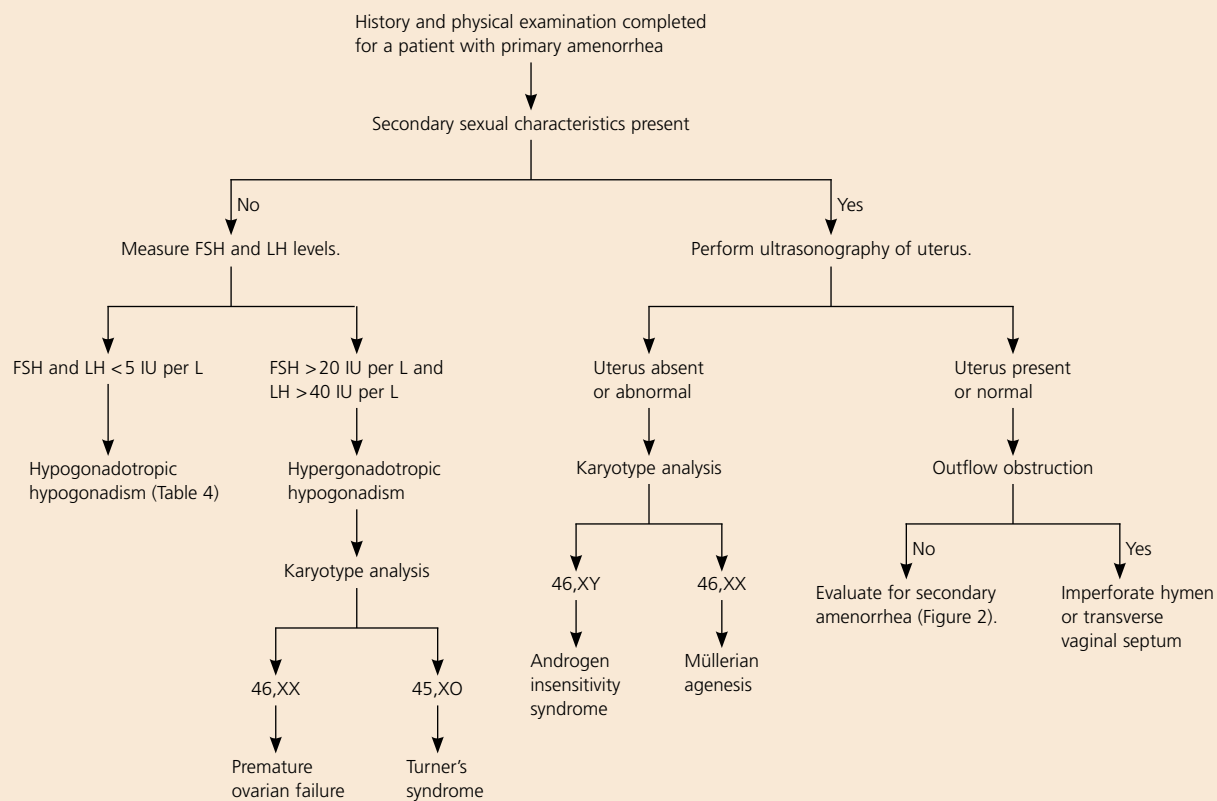 History and physical examination completed
for a patient with primary amenorrhea
Secondary sexual characteristics present
No
Yes
Measure FSH and LH levels.
Perform ultrasonography of uterus.
FSH and LH <5 IU per L
FSH >20 IU per L and
LH >40 IU per L
Uterus absent
or abnormal
Uterus present
or normal
Hypogonadotropic
hypogonadism (Table 4)
Hypergonadotropic
hypogonadism
Karyotype analysis
Outflow obstruction
No
Yes
Karyotype analysis
46,XY
46,XX
Evaluate for secondary
amenorrhea (Figure 2).
Imperforate hymen
or transverse
vaginal septum
Androgen
insensitivity
syndrome
Müllerian
agenesis
46,XX
45,XO
Premature
ovarian failure
Turner's
syndrome